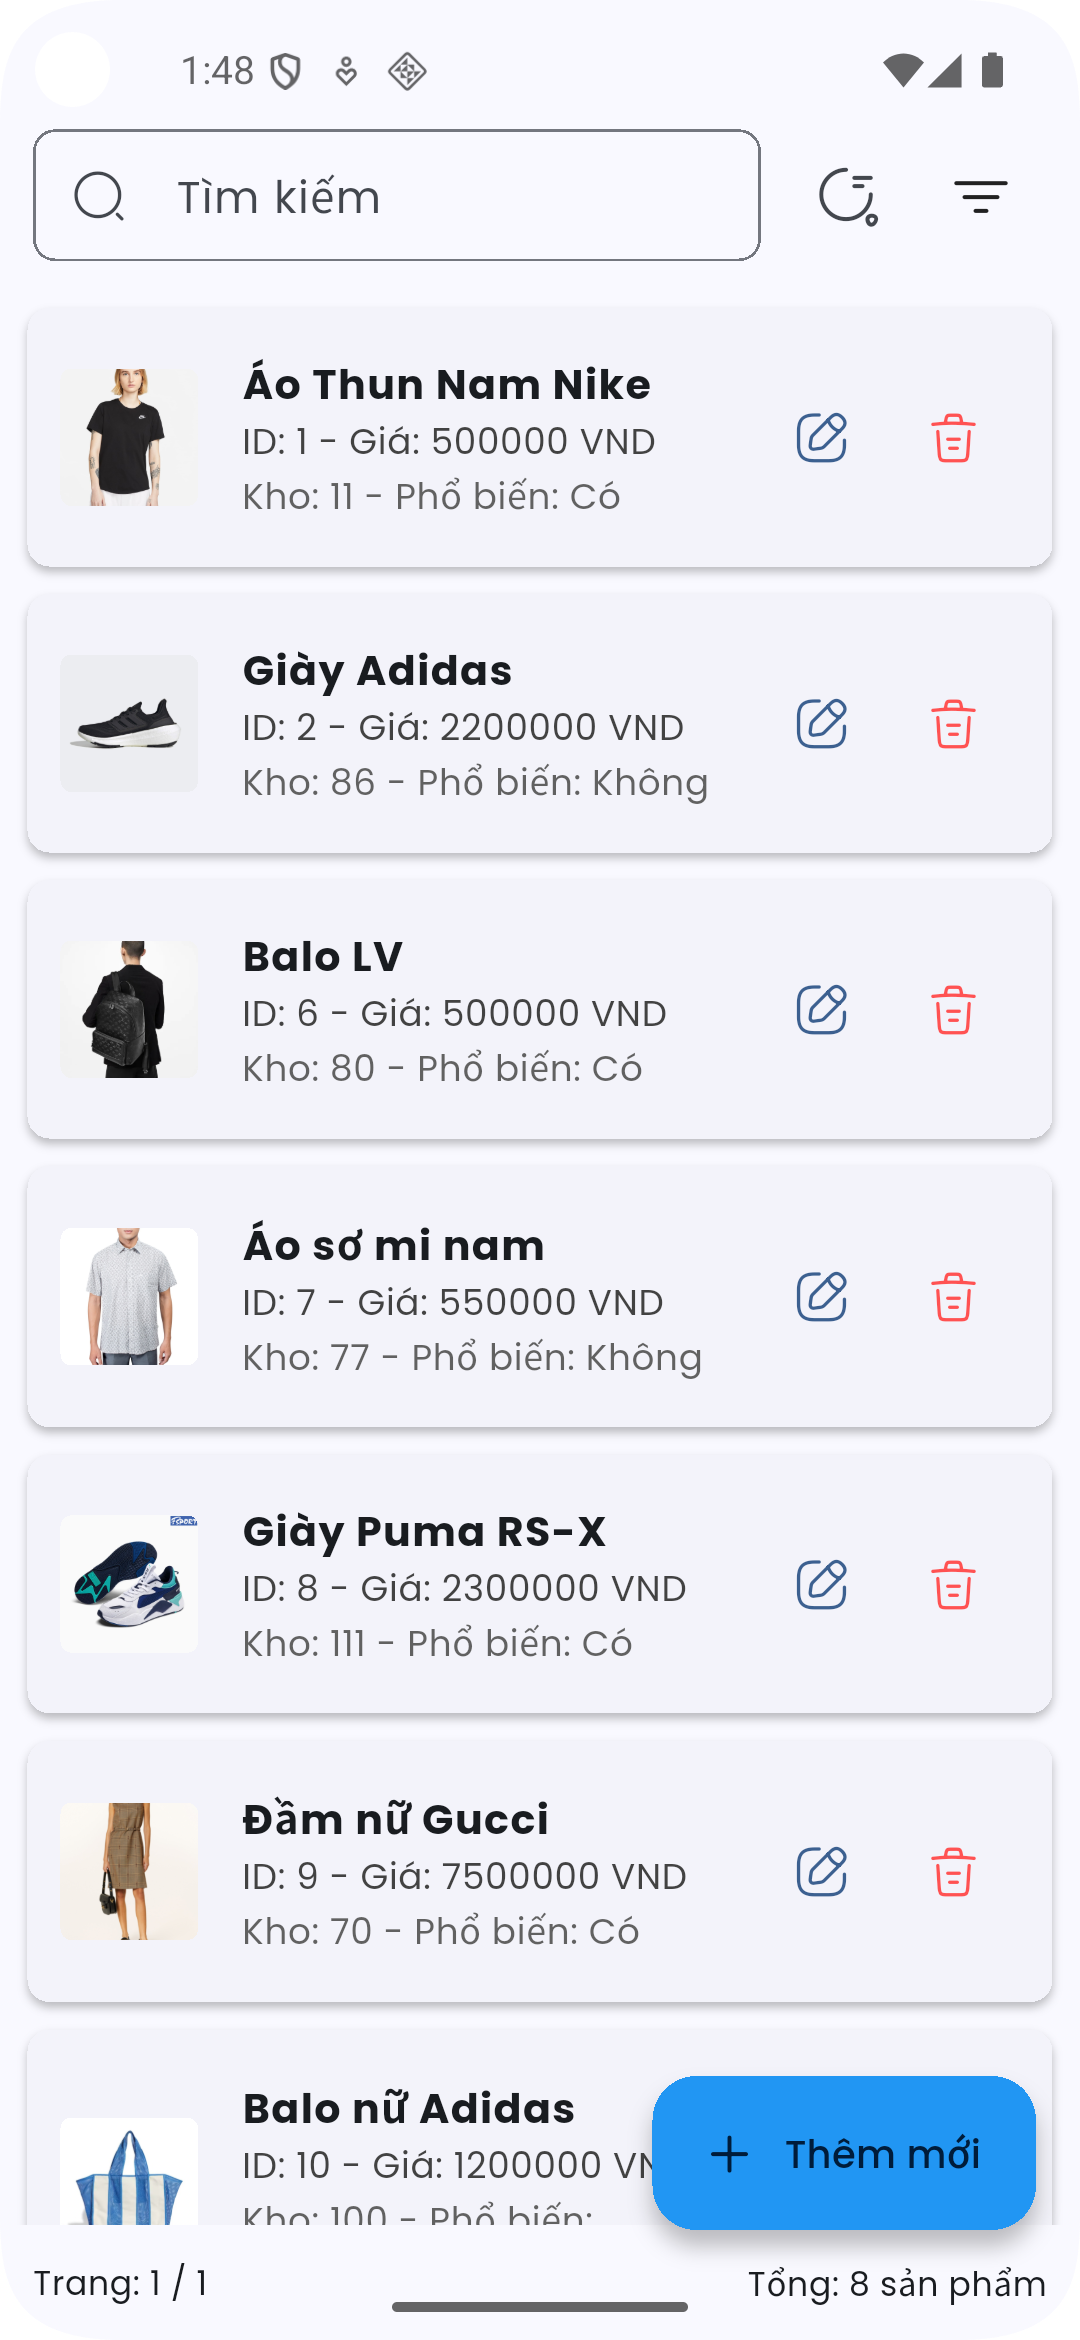 1:48
Tìm kiếm
Áo Thun Nam Nike
ID: 1 - Giá: 500000 VND
Kho: 11 - Phổ biến: Có
Giày Adidas
ID: 2 - Giá: 2200000 VND
Kho: 86 - Phổ biến: Không
Balo LV
ID: 6 - Giá: 500000 VND
Kho: 80 - Phổ biến: Có
Áo sơ mi nam
ID: 7 - Giá: 550000 VND
Kho: 77 - Phổ biến: Không
Giày Puma RS-X
ID: 8 - Giá: 2300000 VND
Kho: 111 - Phổ biến: Có
Đầm nữ Gucci
ID: 9 - Giá: 7500000 VND
Kho: 70 - Phổ biến: Có
Balo nữ Adidas
ID: 10 - Giá: 1200000 VN
Kho: 100 - Phổ biến:
Thêm mới
Trang: 1 / 1
Tổng: 8 sản phẩm